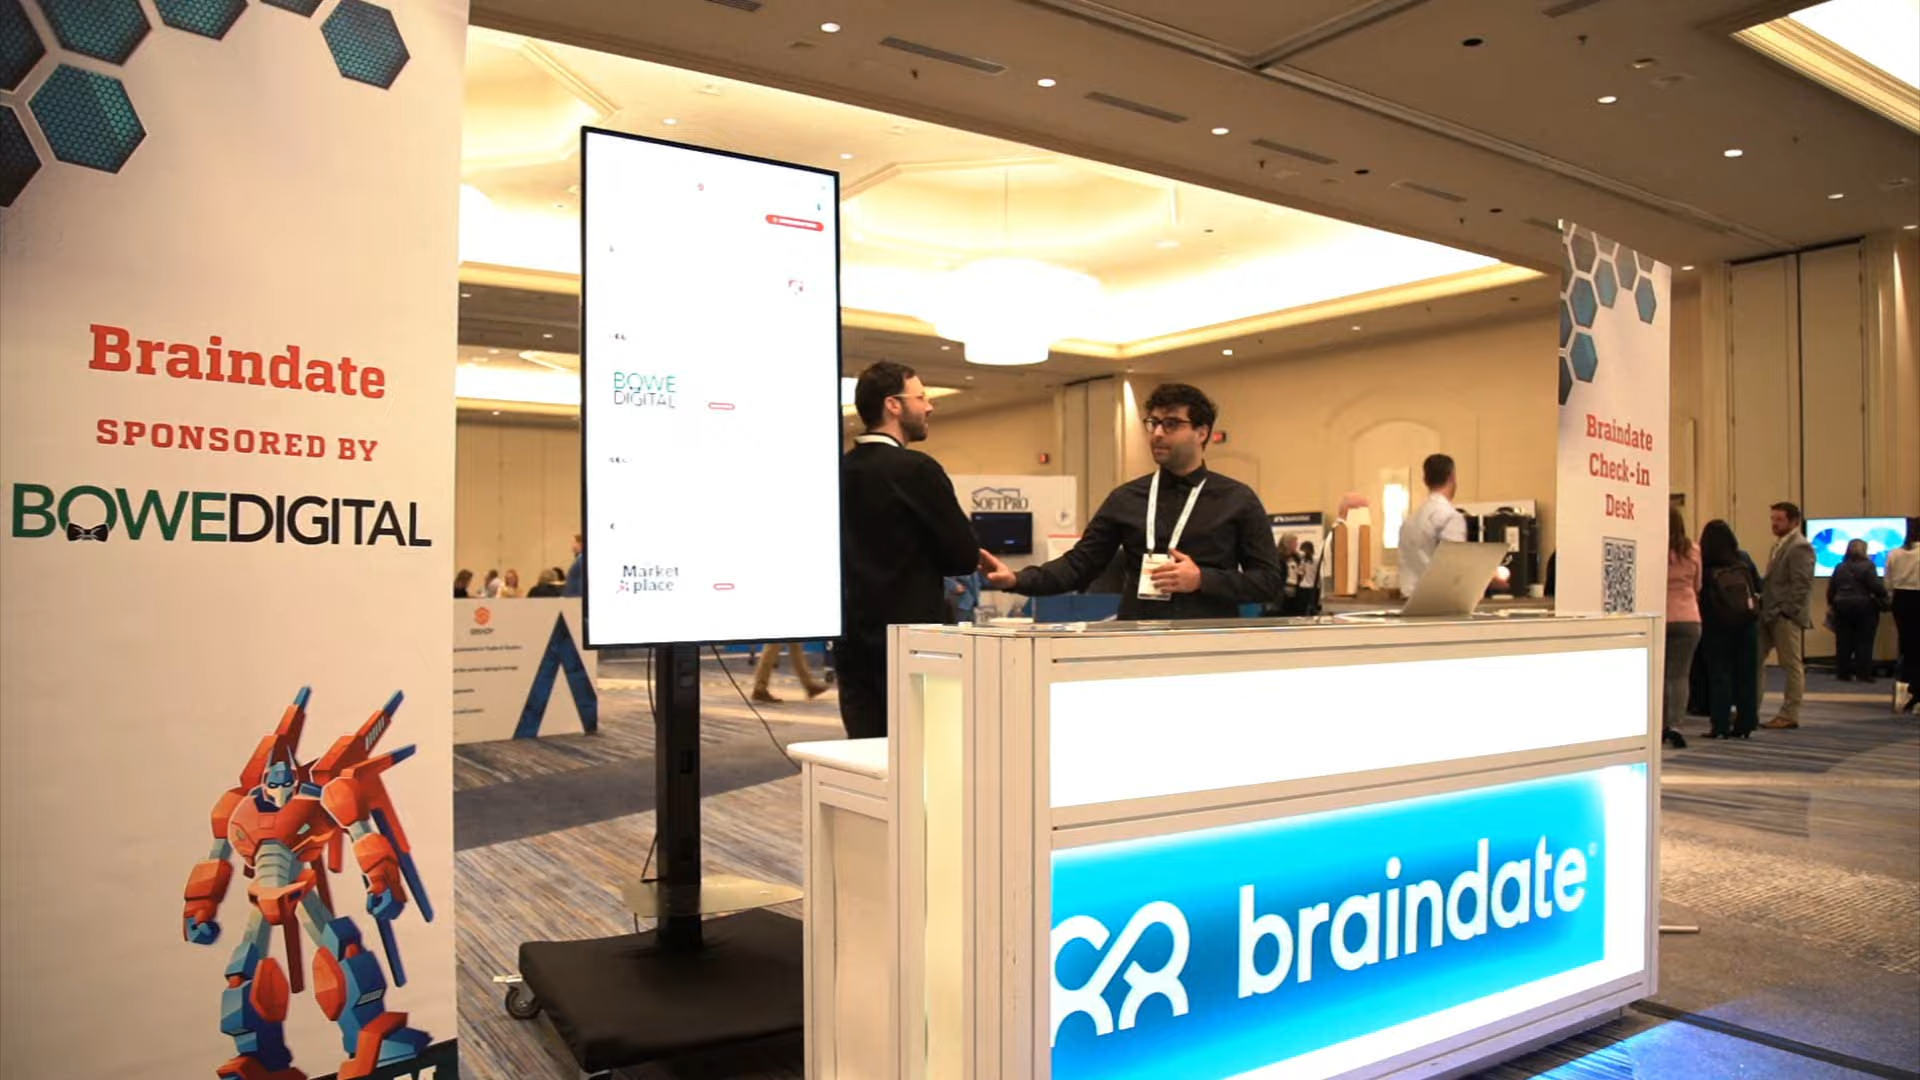 Braindate
SPONSORED BY
BOWEDIGITAL
BOWE
DIGITAL
Market
place
SOFTPRO
Braindate
Check-in
Desk
braindate